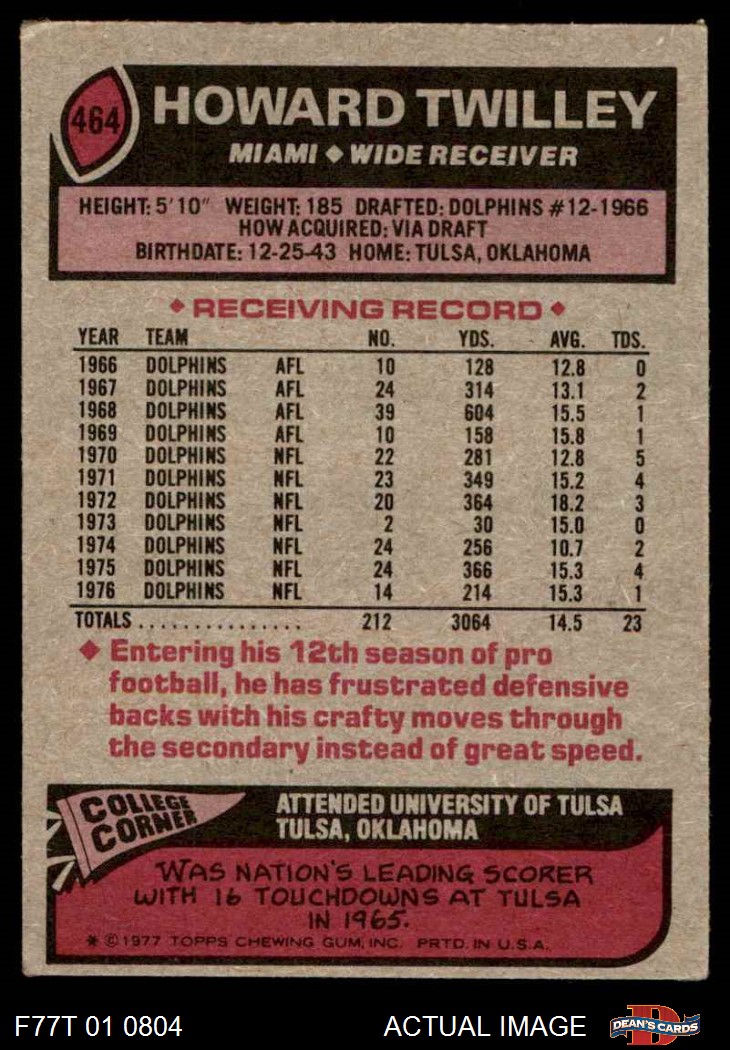 464
HOWARD TWILLEY
MIAMI ◆ WIDE RECEIVER
HEIGHT: 5'10" WEIGHT: 185 DRAFTED: DOLPHINS #12-1966
HOW ACQUIRED: VIA DRAFT
BIRTHDATE: 12-25-43 HOME: TULSA, OKLAHOMA
◆ RECEIVING RECORD ◆
YEAR TEAM NO. YDS. AVG. TDS.
1966 DOLPHINS AFL 10 128 12.8 0
1967 DOLPHINS AFL 24 314 13.1 2
1968 DOLPHINS AFL 39 604 15.5 1
1969 DOLPHINS AFL 10 158 15.8 1
1970 DOLPHINS NFL 22 281 12.8 5
1971 DOLPHINS NFL 23 349 15.2 4
1972 DOLPHINS NFL 20 364 18.2 3
1973 DOLPHINS NFL 2 30 15.0 0
1974 DOLPHINS NFL 24 256 10.7 2
1975 DOLPHINS NFL 24 366 15.3 4
1976 DOLPHINS NFL 14 214 15.3 1
TOTALS ............... 212 3064 14.5 23
◆ Entering his 12th season of pro
football, he has frustrated defensive
backs with his crafty moves through
the secondary instead of great speed.
COLLEGE
CORNER
ATTENDED UNIVERSITY OF TULSA
TULSA, OKLAHOMA
WAS NATION'S LEADING SCORER
WITH 16 TOUCHDOWNS AT TULSA
IN 1965.
* © 1977 TOPPS CHEWING GUM, INC. PRTD. IN U.S.A.
F77T 01 0804 ACTUAL IMAGE
D
DEAN'S CARDS